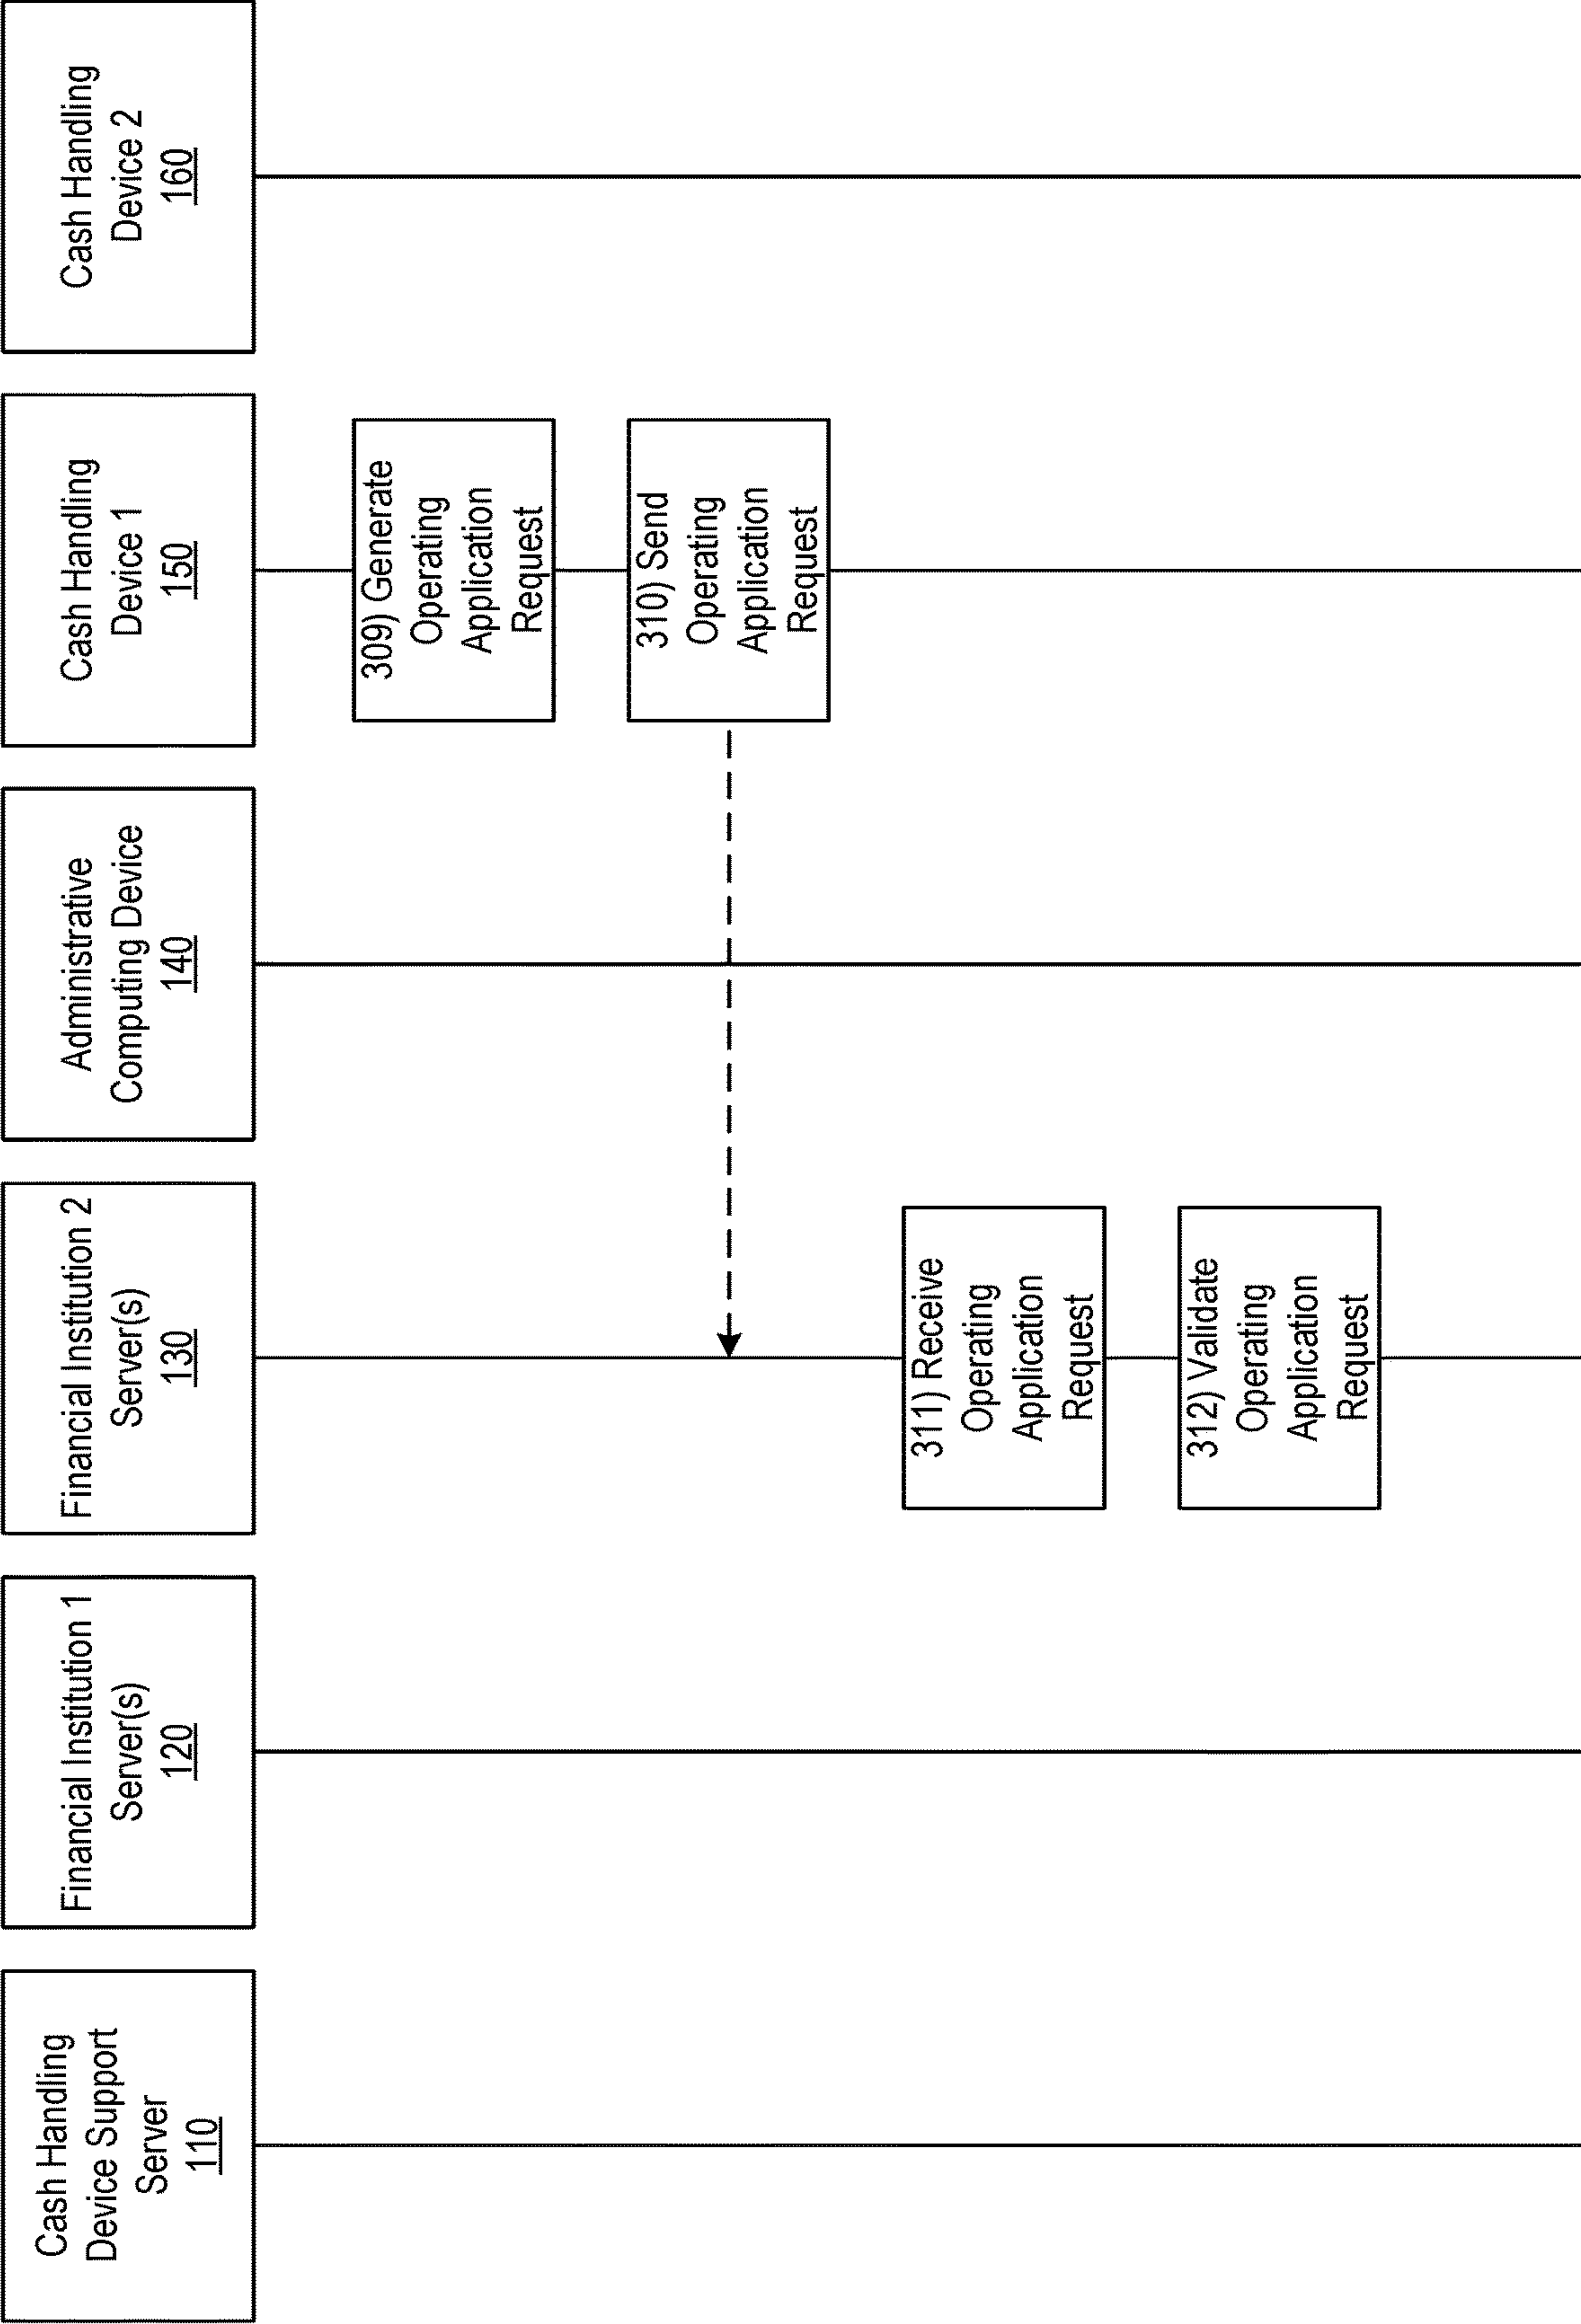 Cash Handling
Device Support
Server
110
Financial Institution 1
Server(s)
120
Financial Institution 2
Server(s)
130
Administrative
Computing Device
140
Cash Handling
Device 1
150
Cash Handling
Device 2
160
309) Generate
Operating
Application
Request
310) Send
Operating
Application
Request
311) Receive
Operating
Application
Request
312) Validate
Operating
Application
Request